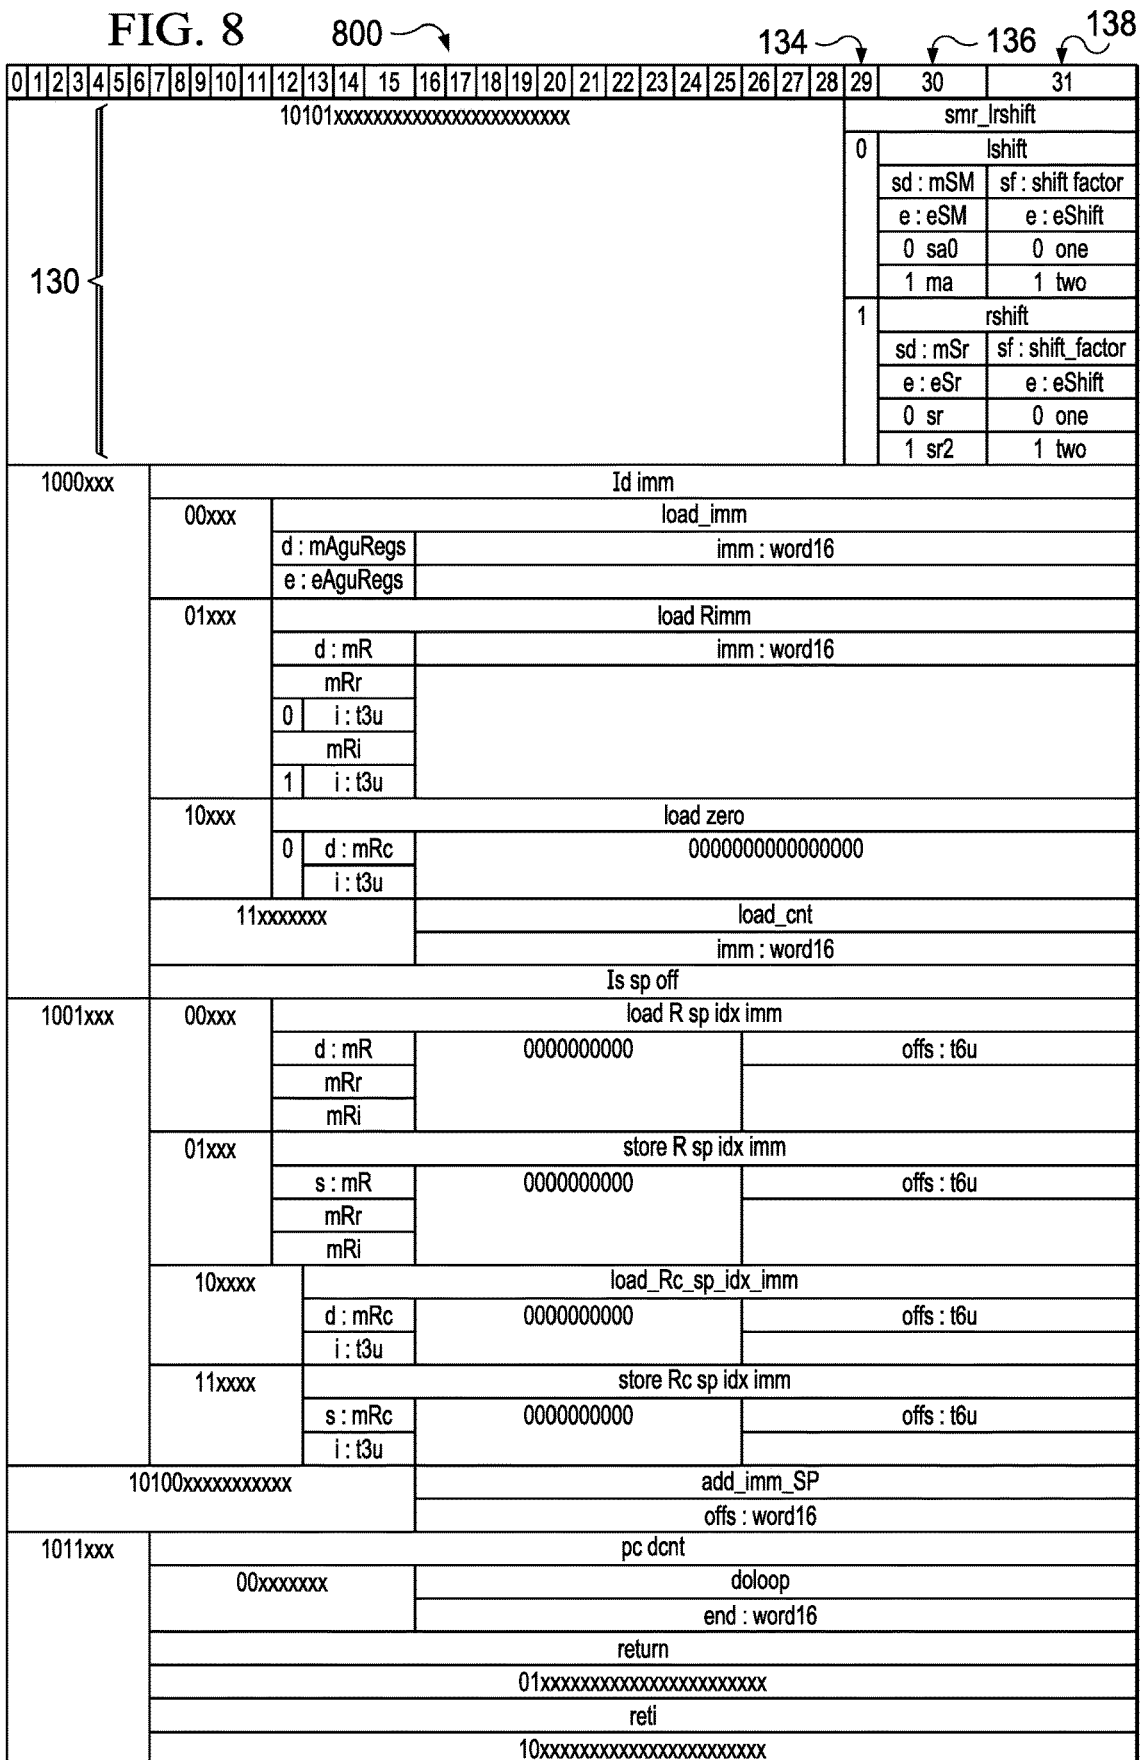 FIG. 8 800 134 136 138
0 1 2 3 4 5 6 7 8 9 10 11 12 13 14 15 16 17 18 19 20 21 22 23 24 25 26 27 28 29 30 31
10101xxxxxxxxxxxxxxxxxxxxxxxx smr_lrshift
0 lshift
sd : mSM sf : shift factor
e : eSM e : eShift
0 sa0 0 one
130 1 ma 1 two
1 rshift
sd : mSr sf : shift_factor
e : eSr e : eShift
0 sr 0 one
1 sr2 1 two
1000xxx Id imm
00xxx load_imm
d : mAguRegs imm : word16
e : eAguRegs
01xxx load Rimm
d : mR imm : word16
mRr
0 i : t3u
mRi
1 i : t3u
10xxx load zero
0 d : mRc 0000000000000000
i : t3u
11xxxxxxx load_cnt
imm : word16
Is sp off
1001xxx 00xxx load R sp idx imm
d : mR 0000000000 offs : t6u
mRr
mRi
01xxx store R sp idx imm
s : mR 0000000000 offs : t6u
mRr
mRi
10xxxx load_Rc_sp_idx_imm
d : mRc 0000000000 offs : t6u
i : t3u
11xxxx store Rc sp idx imm
s : mRc 0000000000 offs : t6u
i : t3u
10100xxxxxxxxxxx add_imm_SP
offs : word16
1011xxx pc dcnt
00xxxxxxx doloop
end : word16
return
01xxxxxxxxxxxxxxxxxxxxxxx
reti
10xxxxxxxxxxxxxxxxxxxxxxx